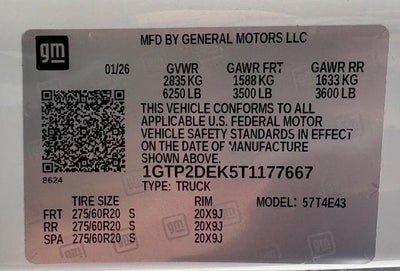 gm
MFD BY GENERAL MOTORS LLC
01/26 GVWR GAWR FRT GAWR RR
2835 KG 1588 KG 1633 KG
6250 LB 3500 LB 3600 LB
THIS VEHICLE CONFORMS TO ALL
APPLICABLE U.S. FEDERAL MOTOR
VEHICLE SAFETY STANDARDS IN EFFECT
ON THE DATE OF MANUFACTURE
SHOWN ABOVE.
8624
1GTP2DEK5T1177667
TYPE: TRUCK
TIRE SIZE RIM MODEL: 57T4E43
FRT 275/60R20 S 20X9J
RR 275/60R20 S 20X9J
SPA 275/60R20 S 20X9J